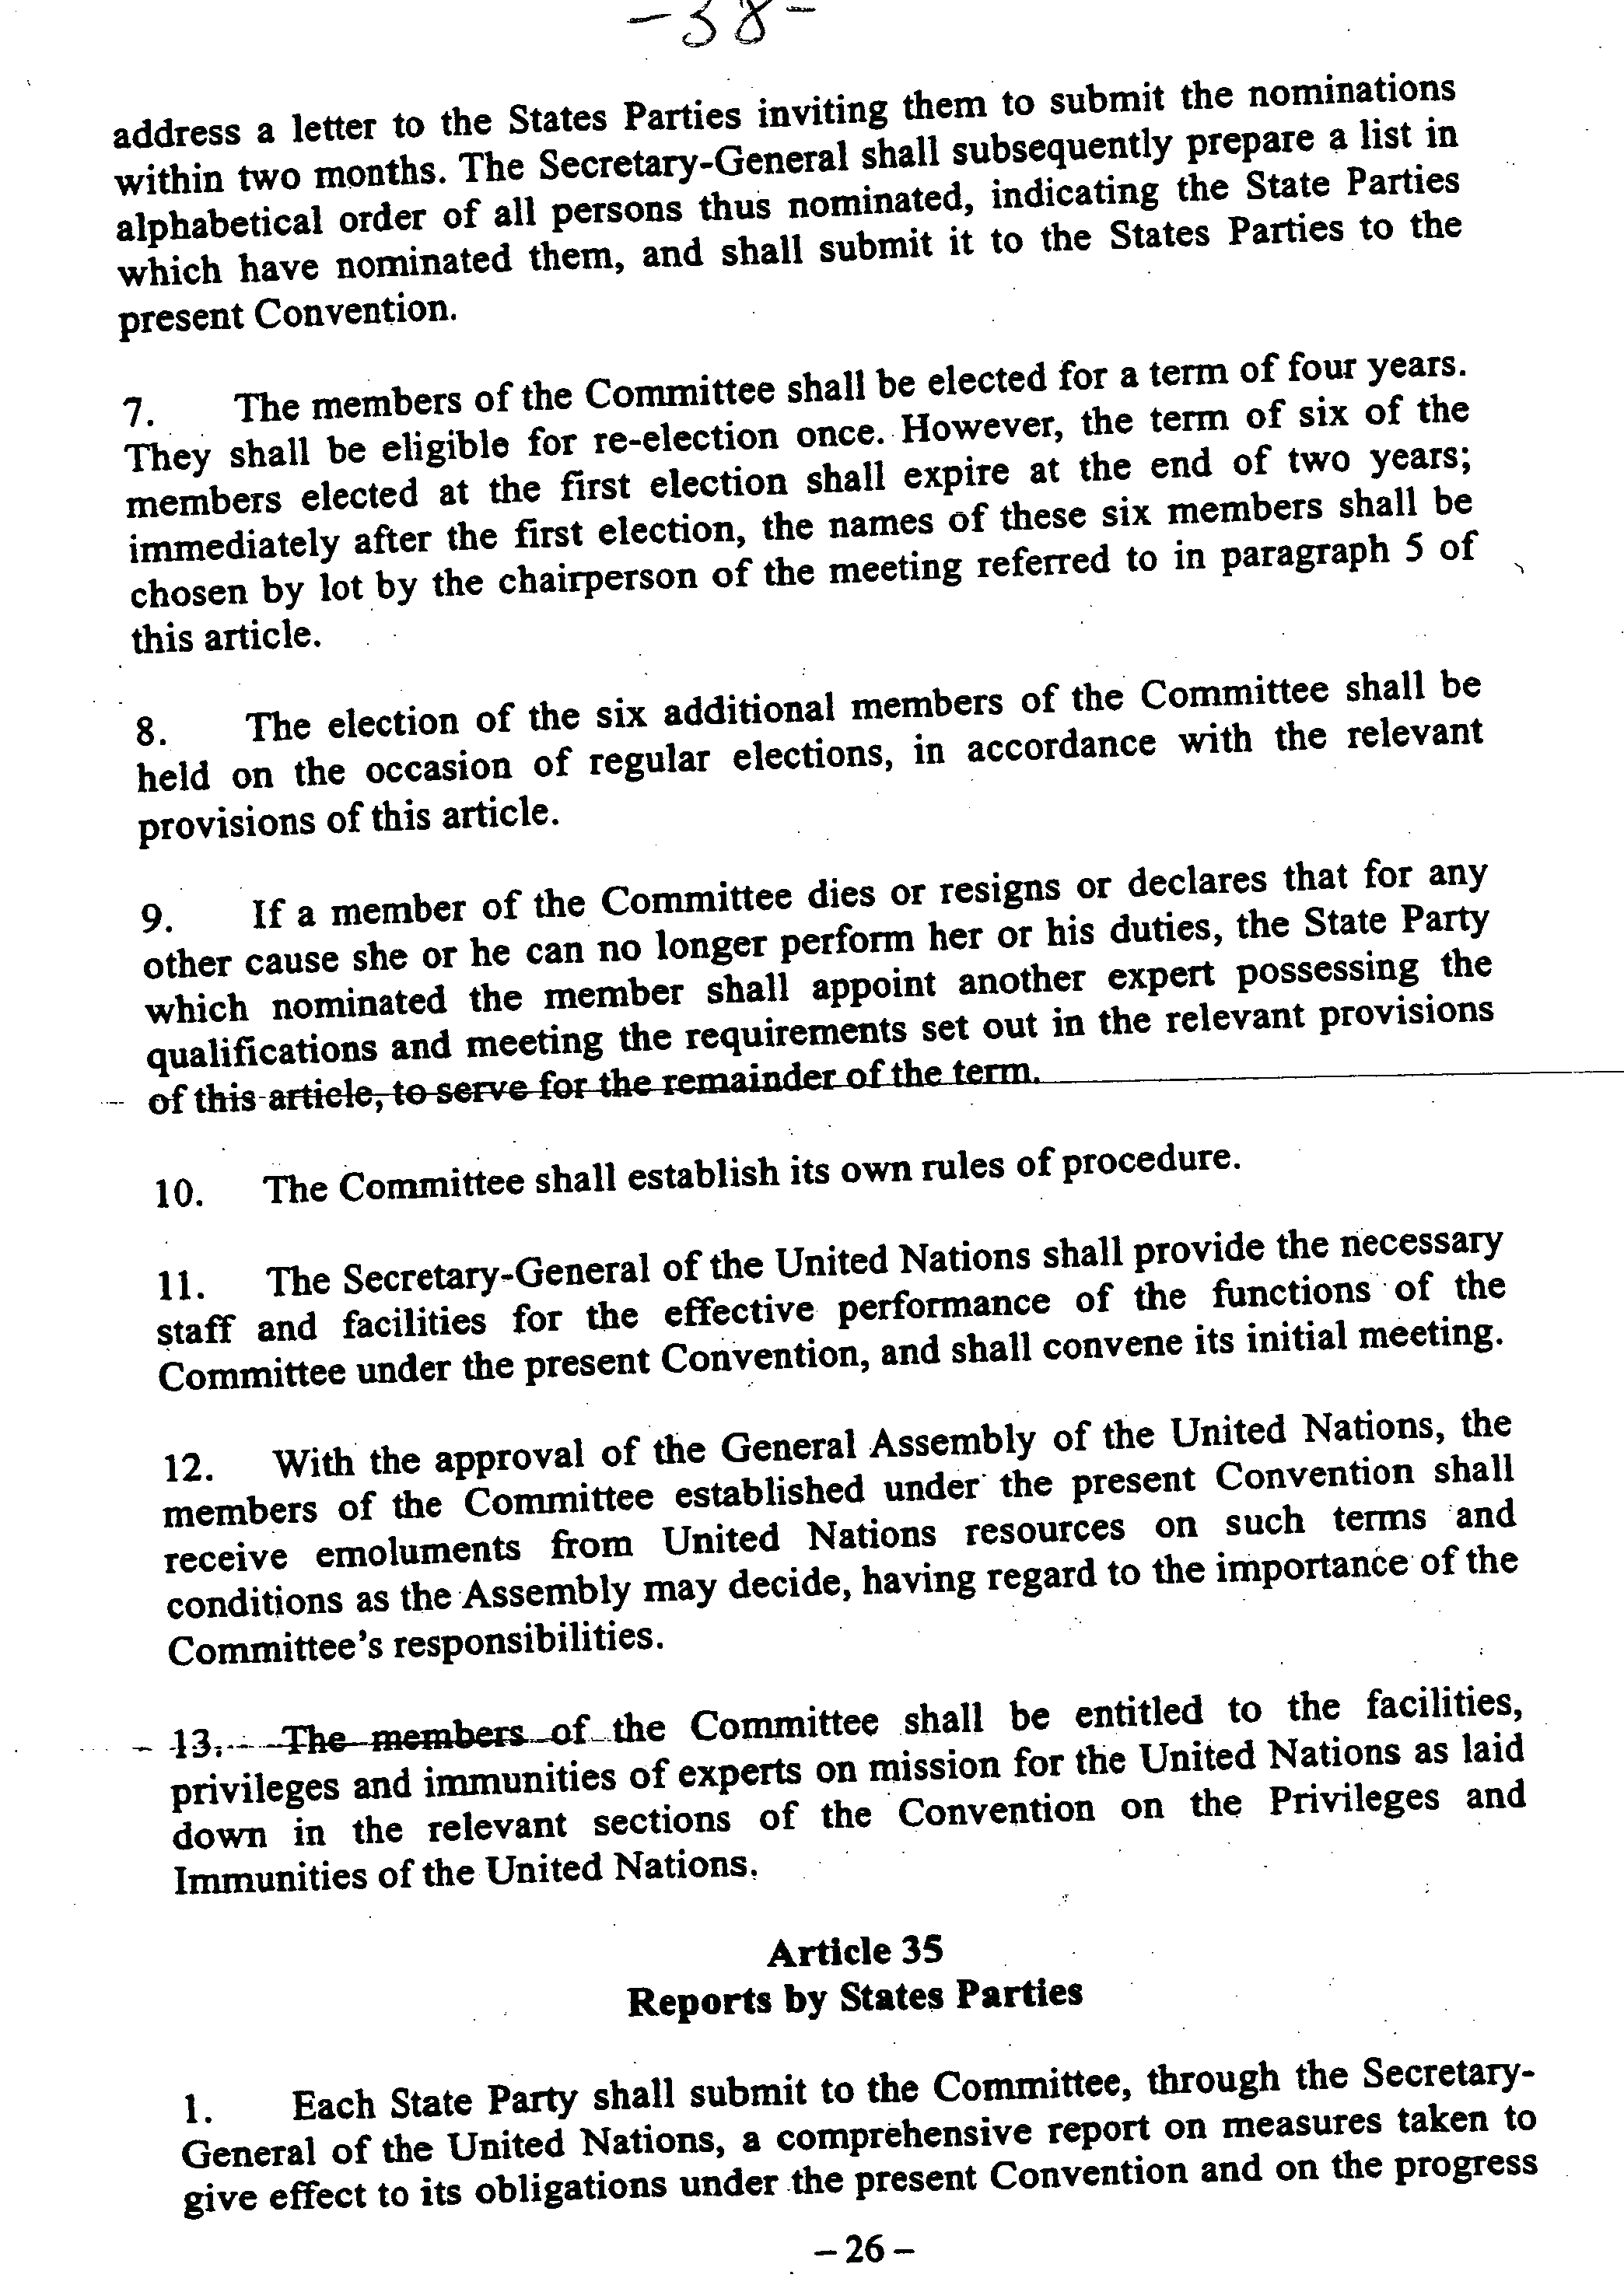 -38-
address a letter to the States Parties inviting them to submit the nominations
within two months. The Secretary-General shall subsequently prepare a list in
alphabetical order of all persons thus nominated, indicating the State Parties
which have nominated them, and shall submit it to the States Parties to the
present Convention.
7. The members of the Committee shall be elected for a term of four years.
They shall be eligible for re-election once. However, the term of six of the
members elected at the first election shall expire at the end of two years;
immediately after the first election, the names of these six members shall be
chosen by lot by the chairperson of the meeting referred to in paragraph 5 of
this article.
8. The election of the six additional members of the Committee shall be
held on the occasion of regular elections, in accordance with the relevant
provisions of this article.
9. If a member of the Committee dies or resigns or declares that for any
other cause she or he can no longer perform her or his duties, the State Party
which nominated the member shall appoint another expert possessing the
qualifications and meeting the requirements set out in the relevant provisions
of this article, to serve for the remainder of the term.
10. The Committee shall establish its own rules of procedure.
11. The Secretary-General of the United Nations shall provide the necessary
staff and facilities for the effective performance of the functions of the
Committee under the present Convention, and shall convene its initial meeting.
12. With the approval of the General Assembly of the United Nations, the
members of the Committee established under the present Convention shall
receive emoluments from United Nations resources on such terms and
conditions as the Assembly may decide, having regard to the importance of the
Committee's responsibilities.
13. The members of the Committee shall be entitled to the facilities,
privileges and immunities of experts on mission for the United Nations as laid
down in the relevant sections of the Convention on the Privileges and
Immunities of the United Nations.
Article 35
Reports by States Parties
1. Each State Party shall submit to the Committee, through the Secretary-
General of the United Nations, a comprehensive report on measures taken to
give effect to its obligations under the present Convention and on the progress
– 26 –